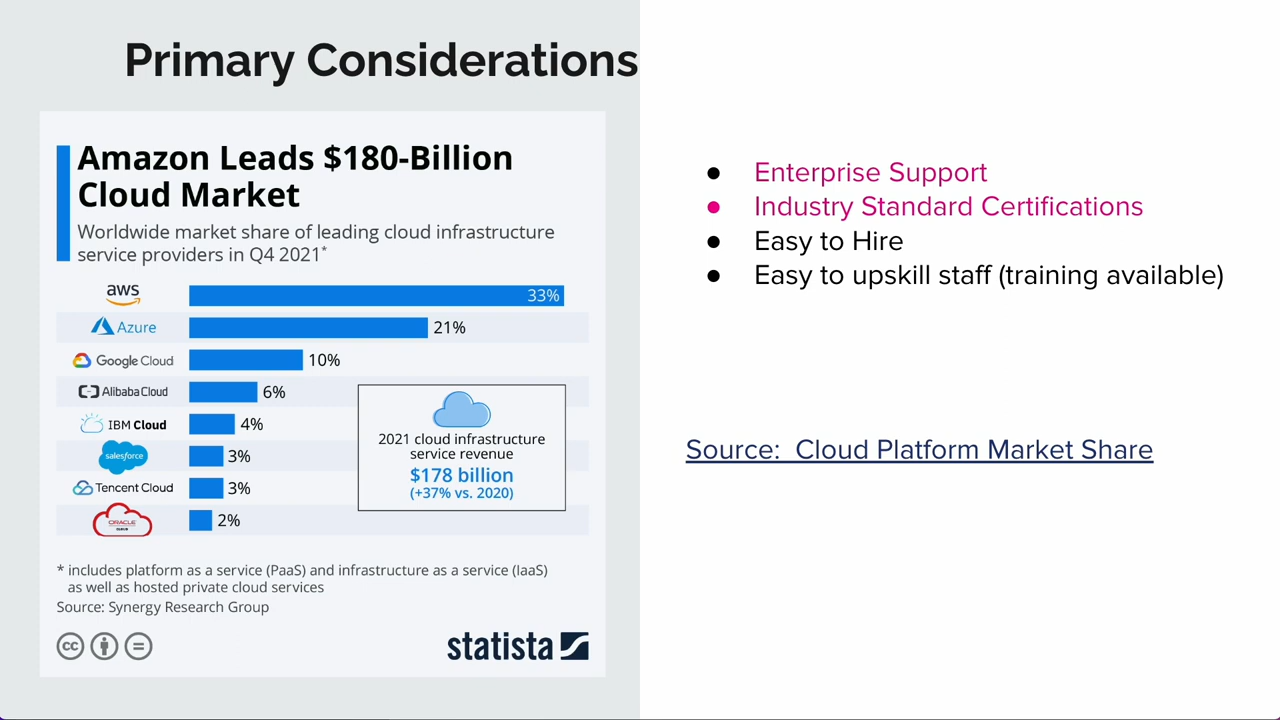 Primary Considerations
Amazon Leads $180-Billion
Cloud Market
Worldwide market share of leading cloud infrastructure
service providers in Q4 2021*
aws 33%
Azure 21%
Google Cloud 10%
Alibaba Cloud 6%
IBM Cloud 4%
salesforce 3%
Tencent Cloud 3%
ORACLE CLOUD 2%
2021 cloud infrastructure
service revenue
$178 billion
(+37% vs. 2020)
* includes platform as a service (PaaS) and infrastructure as a service (IaaS)
as well as hosted private cloud services
Source: Synergy Research Group
cc
statista
● Enterprise Support
● Industry Standard Certifications
● Easy to Hire
● Easy to upskill staff (training available)
Source:  Cloud Platform Market Share